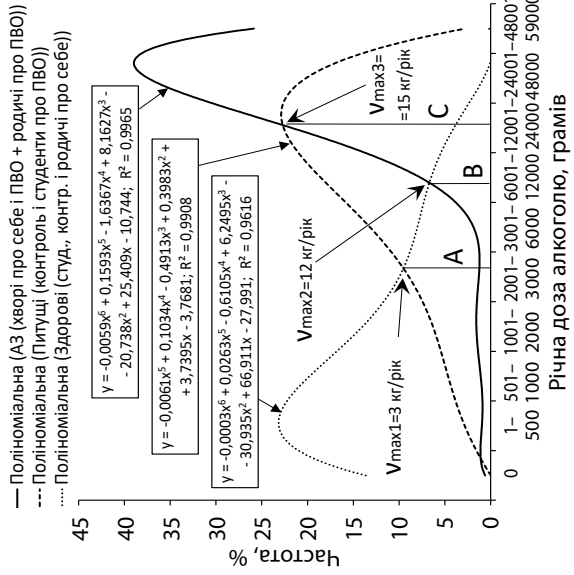 — Поліноміальна (АЗ (хворі про себе і ПВО + родичі про ПВО))
--- Поліноміальна (Питущі (контроль і студенти про ПВО))
······ Поліноміальна (Здорові (студ., контр. і родичі про себе))
y = -0,0059x⁶ + 0,1593x⁵ - 1,6367x⁴ + 8,1627x³ -
- 20,738x² + 25,409x - 10,744; R² = 0,9965
y = -0,0061x⁵ + 0,1034x⁴ - 0,4913x³ + 0,3983x² +
+ 3,7395x - 3,7681; R² = 0,9908
y = -0,0003x⁶ + 0,0263x⁵ - 0,6105x⁴ + 6,2495x³ -
- 30,935x² + 66,911x - 27,991; R² = 0,9616
Частота, %
45
40
35
30
25
20
15
10
5
0
νmax1=3 кг/рік
νmax2=12 кг/рік
νmax3=
=15 кг/рік
A
B
C
0 1– 501– 1001– 2001– 3001– 6001– 12001– 24001– 48001–
500 1000 2000 3000 6000 12000 24000 48000 59000
Річна доза алкоголю, грамів